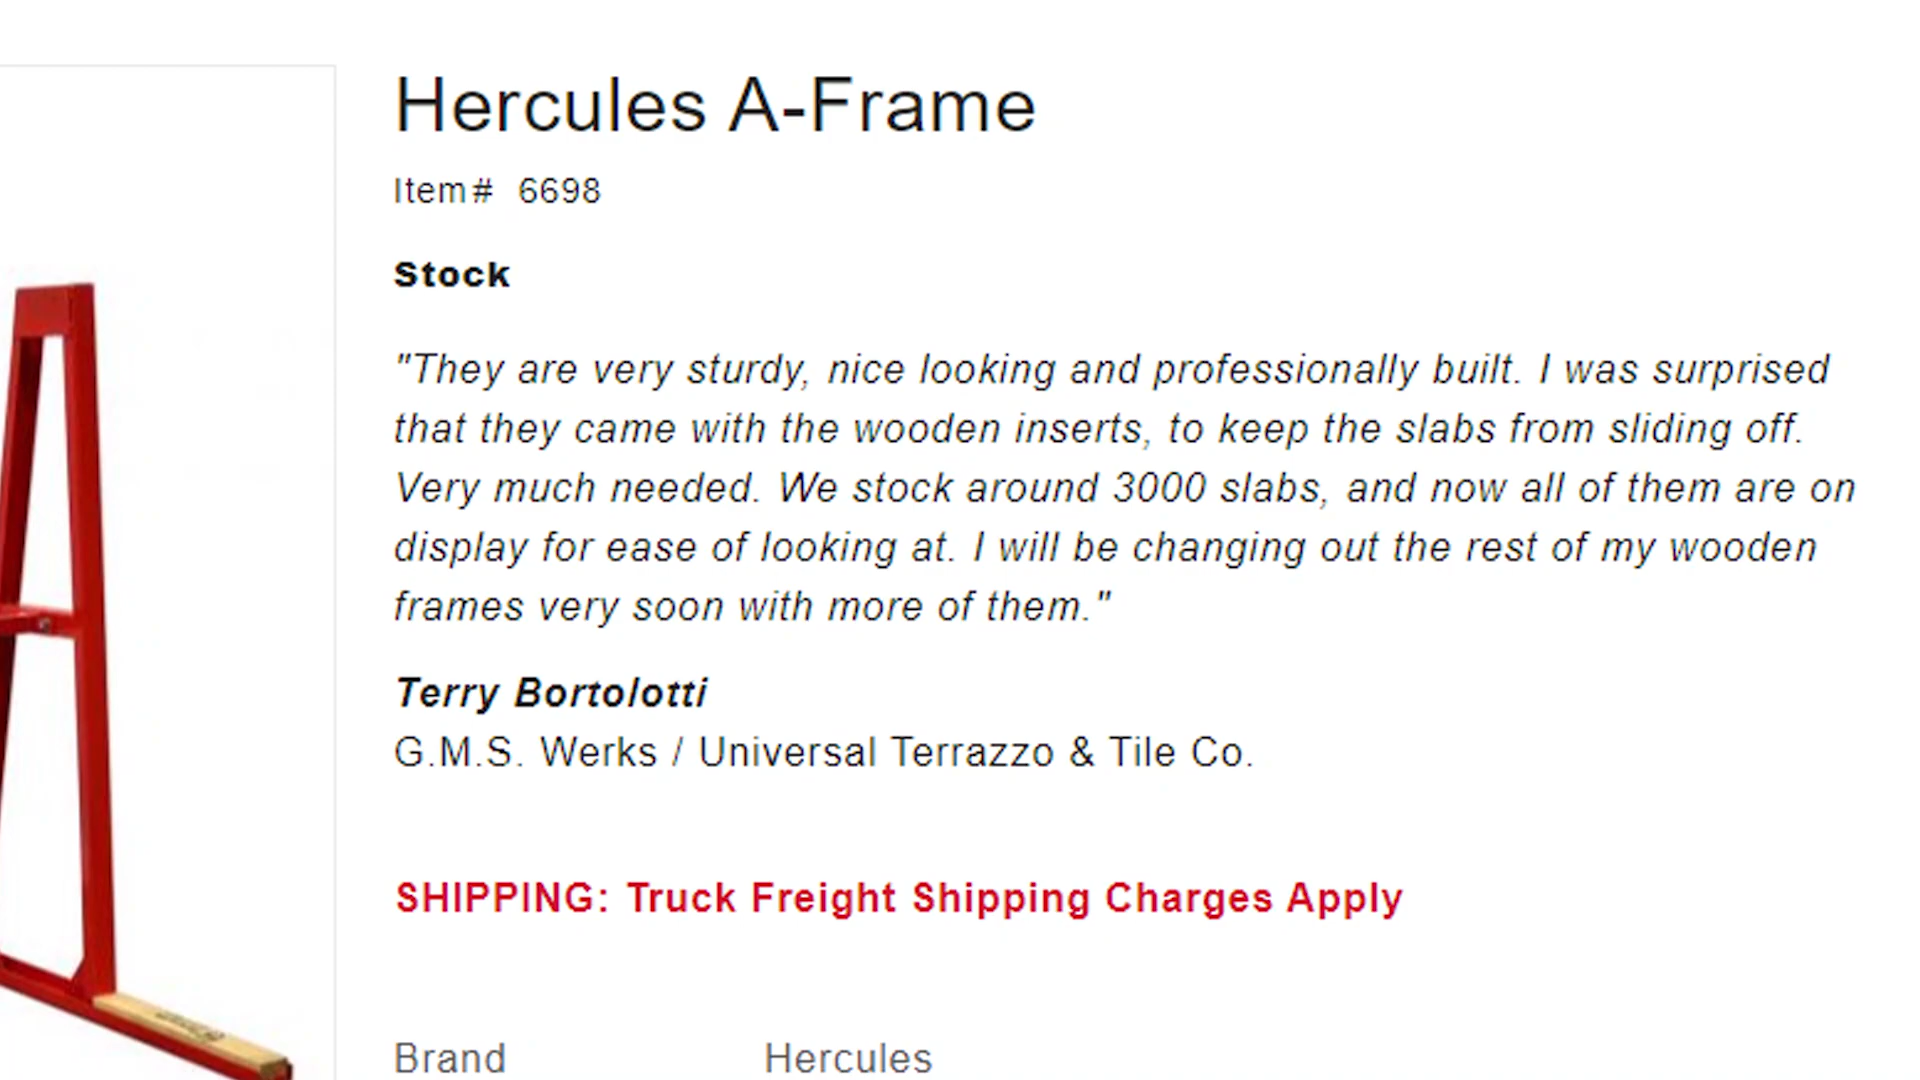 Hercules A-Frame
Item# 6698
Stock
"They are very sturdy, nice looking and professionally built. I was surprised
that they came with the wooden inserts, to keep the slabs from sliding off.
Very much needed. We stock around 3000 slabs, and now all of them are on
display for ease of looking at. I will be changing out the rest of my wooden
frames very soon with more of them."
Terry Bortolotti
G.M.S. Werks / Universal Terrazzo & Tile Co.
SHIPPING: Truck Freight Shipping Charges Apply
Brand Hercules